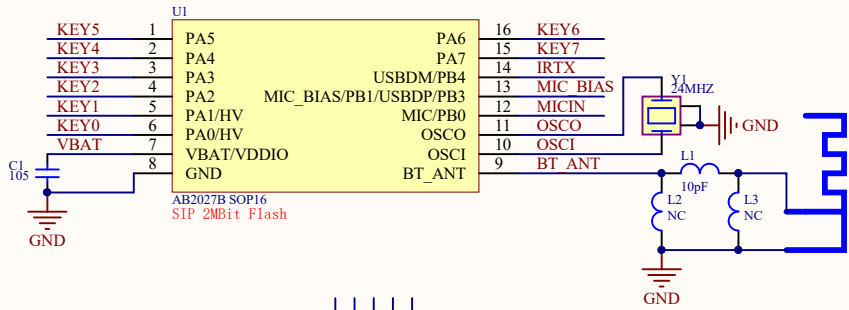 U1
KEY5 1 PA5 PA6 16 KEY6
KEY4 2 PA4 PA7 15 KEY7
KEY3 3 PA3 USBDM/PB4 14 IRTX
KEY2 4 PA2 MIC_BIAS/PB1/USBDP/PB3 13 MIC_BIAS
KEY1 5 PA1/HV MIC/PB0 12 MICIN
KEY0 6 PA0/HV OSCO 11 OSCO
VBAT 7 VBAT/VDDIO OSCI 10 OSCI
8 GND BT_ANT 9 BT_ANT
AB2027B SOP16
SIP 2MBit Flash
C1
105
GND
Y1
24MHZ
GND
L1
10pF
L2
NC
L3
NC
GND